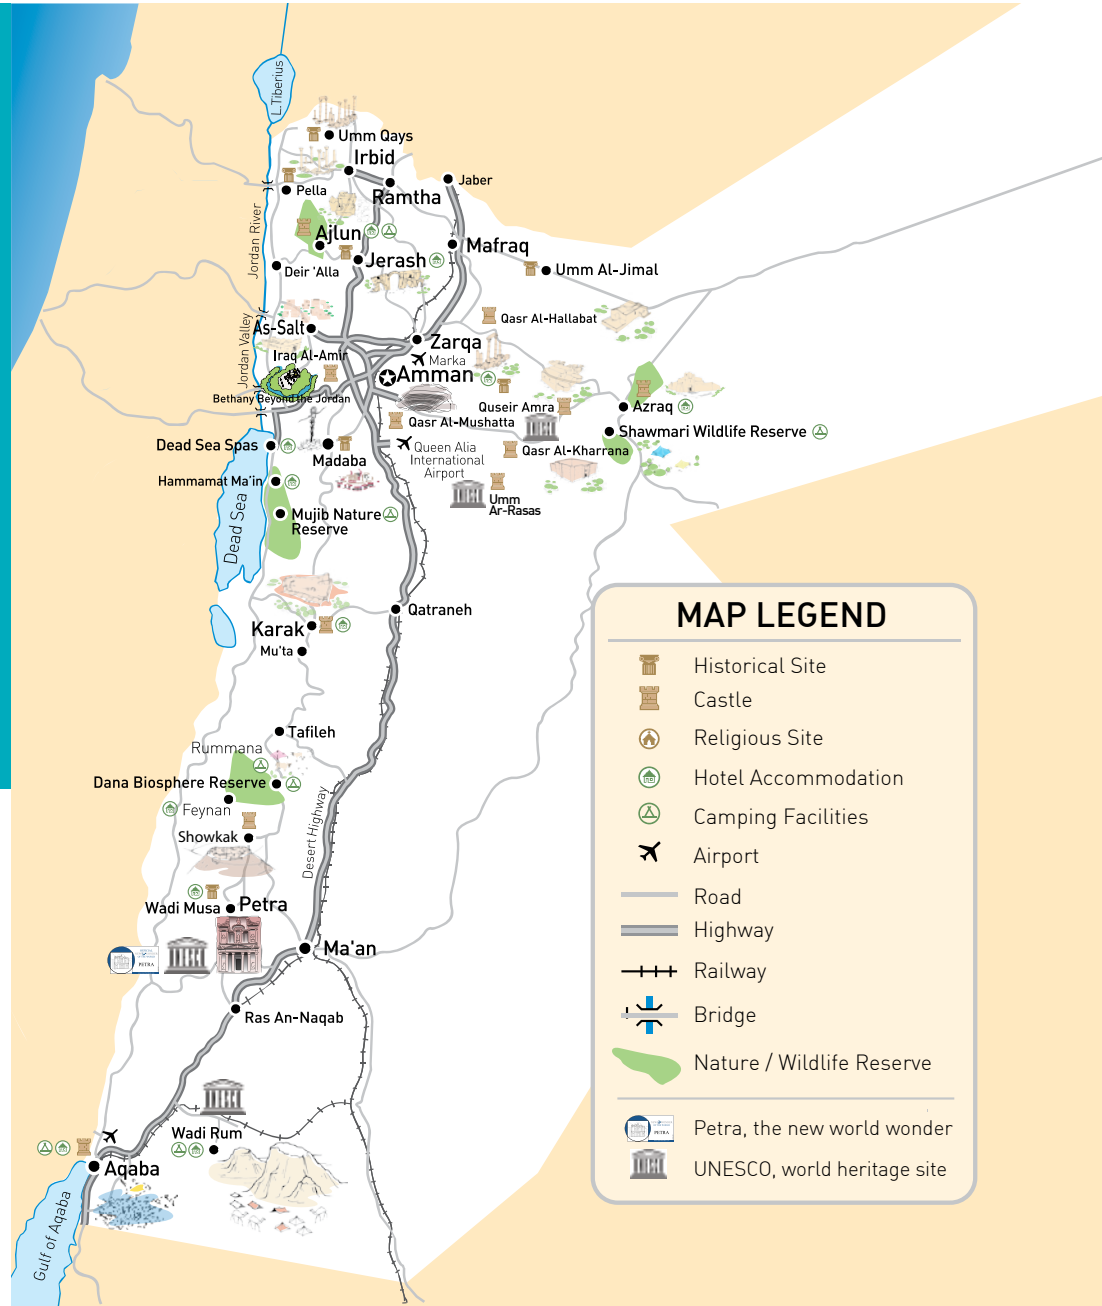 L. Tiberius
Umm Qays
Irbid
Jaber
Pella
Ramtha
Jordan River
Ajlun
Mafraq
Jerash
Deir 'Alla
Umm Al-Jimal
Jordan Valley
As-Salt
Qasr Al-Hallabat
Zarqa
Iraq Al-Amir
Marka
Amman
Bethany Beyond the Jordan
Quseir Amra
Azraq
Qasr Al-Mushatta
Shawmari Wildlife Reserve
Dead Sea Spas
Madaba
Queen Alia
International
Airport
Qasr Al-Kharrana
Hammamat Ma'in
Umm
Ar-Rasas
Dead Sea
Mujib Nature
Reserve
Qatraneh
Karak
Mu'ta
Tafileh
Rummana
Dana Biosphere Reserve
Feynan
Desert Highway
Showkak
Wadi Musa
Petra
PETRA
Ma'an
Ras An-Naqab
Wadi Rum
Aqaba
Gulf of Aqaba
MAP LEGEND
Historical Site
Castle
Religious Site
Hotel Accommodation
Camping Facilities
Airport
Road
Highway
Railway
Bridge
Nature / Wildlife Reserve
PETRA
Petra, the new world wonder
UNESCO, world heritage site